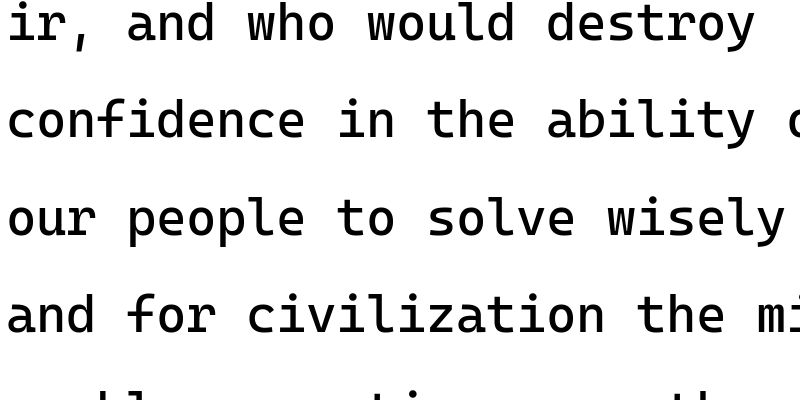 ir, and who would destroy
confidence in the ability
our people to solve wisely
and for civilization the